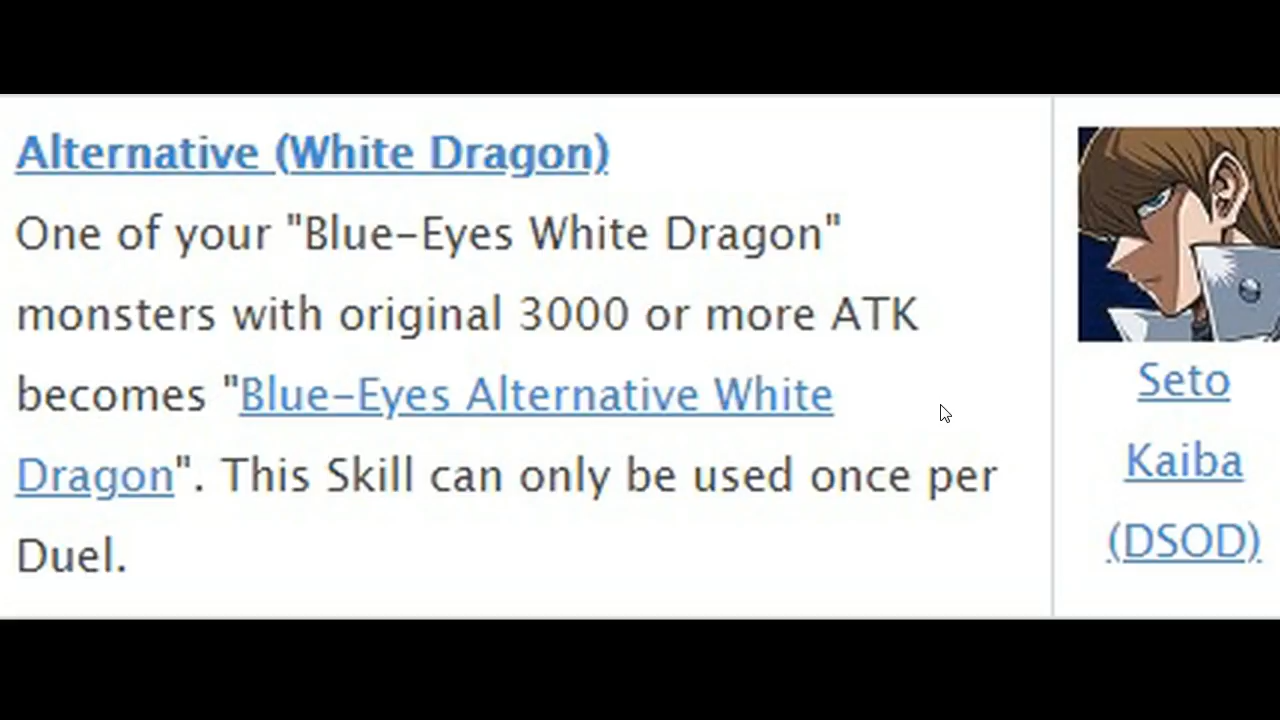 Alternative (White Dragon)
One of your "Blue-Eyes White Dragon"
monsters with original 3000 or more ATK
becomes "Blue-Eyes Alternative White
Dragon". This Skill can only be used once per
Duel.
Seto
Kaiba
(DSOD)